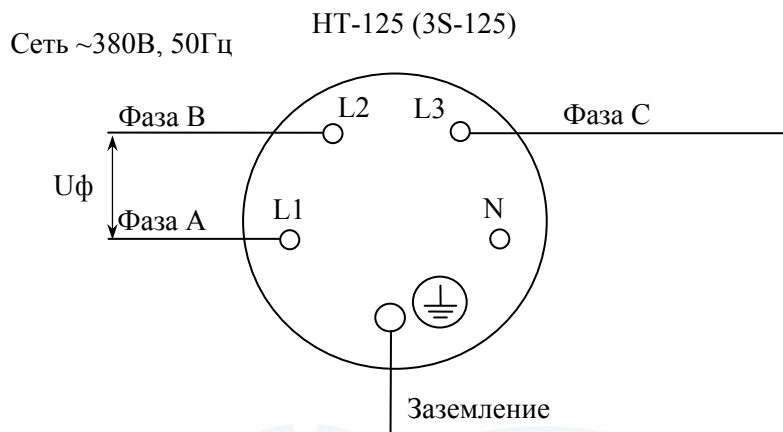 НТ-125 (3S-125)
Сеть ~380В, 50Гц
Фаза В
L2
L3
Фаза С
Uф
Фаза А
L1
N
Заземление